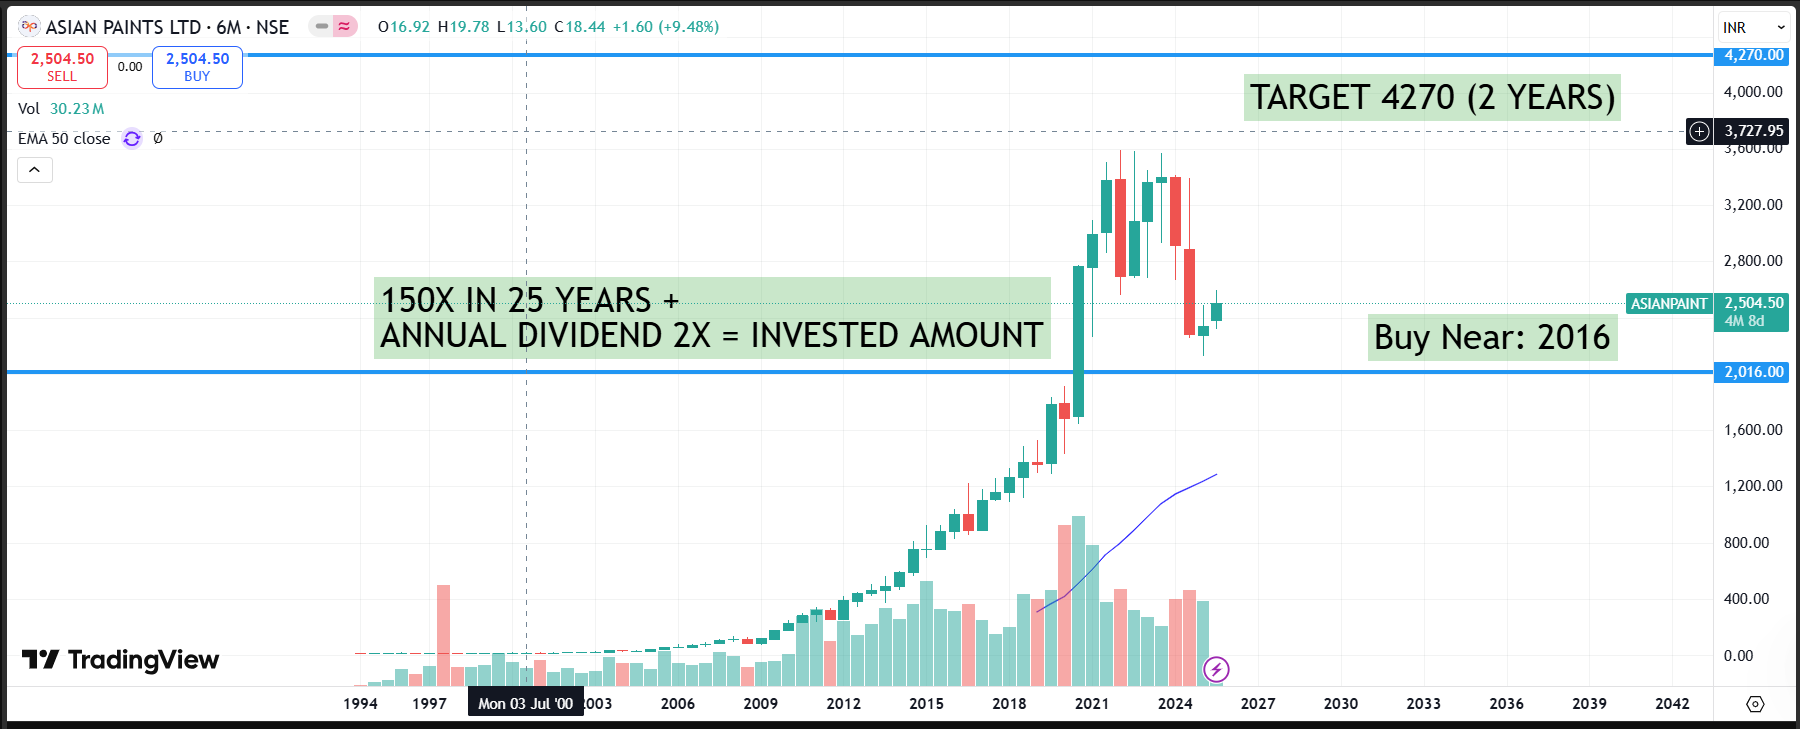 ASIAN PAINTS LTD · 6M · NSE
O16.92 H19.78 L13.60 C18.44 +1.60 (+9.48%)
INR
2,504.50
SELL
0.00
2,504.50
BUY
Vol 30.23 M
EMA 50 close Ø
4,270.00
TARGET 4270 (2 YEARS)
4,000.00
3,727.95
3,600.00
3,200.00
2,800.00
150X IN 25 YEARS +
ANNUAL DIVIDEND 2X = INVESTED AMOUNT
ASIANPAINT 2,504.50
4M 8d
Buy Near: 2016
2,016.00
1,600.00
1,200.00
800.00
400.00
0.00
TradingView
1994 1997 Mon 03 Jul '00 2003 2006 2009 2012 2015 2018 2021 2024 2027 2030 2033 2036 2039 2042